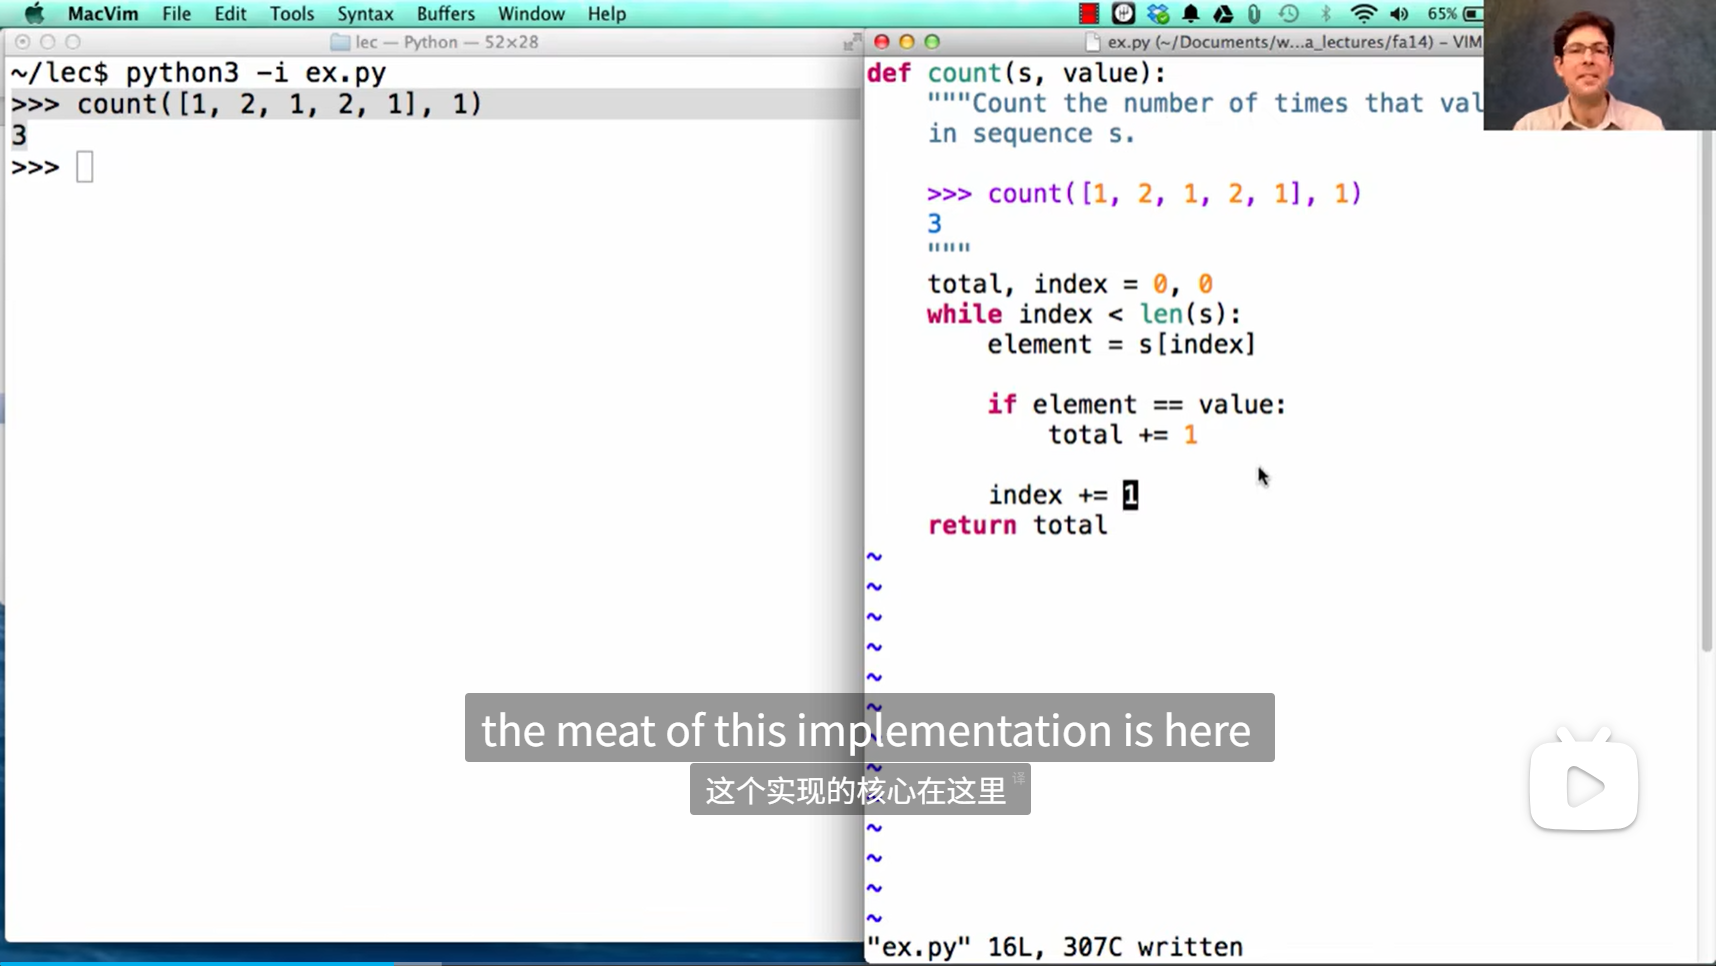 MacVim File Edit Tools Syntax Buffers Window Help 65%
lec — Python — 52×28
~/lec$ python3 -i ex.py
>>> count([1, 2, 1, 2, 1], 1)
3
>>>
ex.py (~/Documents/w...a_lectures/fa14) – VIM
def count(s, value):
    """Count the number of times that val
    in sequence s.
    >>> count([1, 2, 1, 2, 1], 1)
    3
    """
    total, index = 0, 0
    while index < len(s):
        element = s[index]
        if element == value:
            total += 1
        index += 1
    return total
~
~
~
~
~
~
~
~
~
~
~
~
~
"ex.py" 16L, 307C written
the meat of this implementation is here
这个实现的核心在这里
译